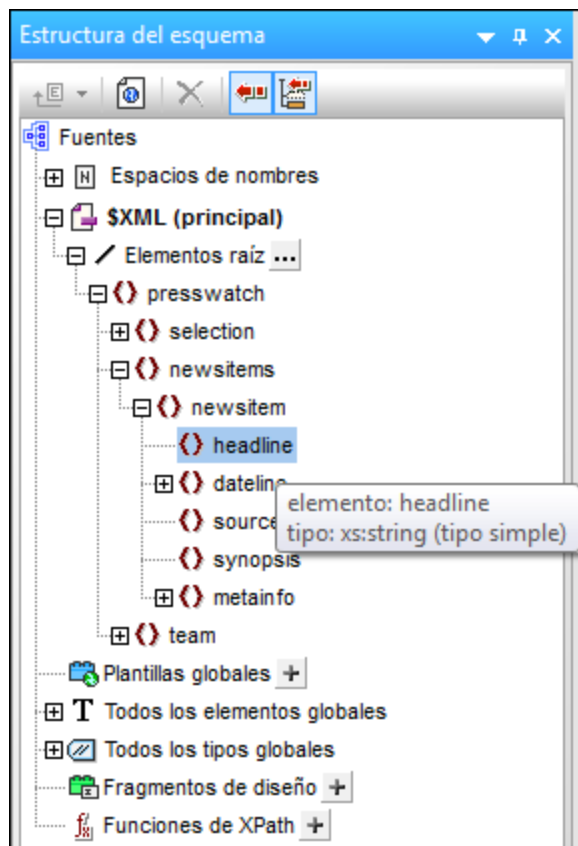 Estructura del esquema
Fuentes
Espacios de nombres
$XML (principal)
Elementos raíz ...
presswatch
selection
newsitems
newsitem
headline
dateline
elemento: headline
source
tipo: xs:string (tipo simple)
synopsis
metainfo
team
Plantillas globales
Todos los elementos globales
Todos los tipos globales
Fragmentos de diseño
Funciones de XPath